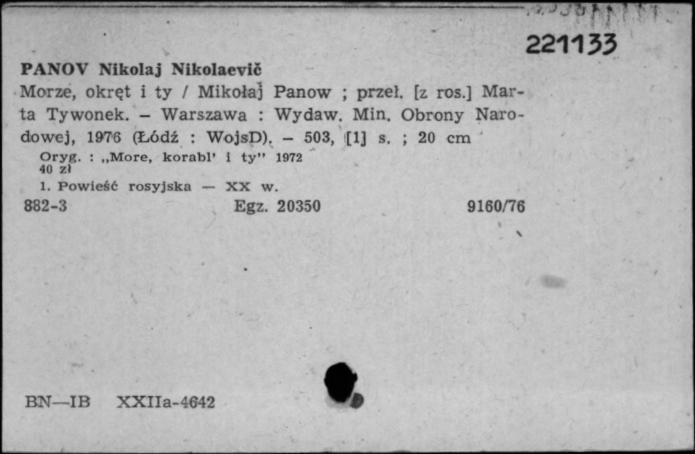 221133
PANOV Nikolaj Nikolaevič
Morze, okręt i ty / Mikołaj Panow ; przeł. [z ros.] Mar-
ta Tywonek. – Warszawa : Wydaw. Min. Obrony Naro-
dowej, 1976 (Łódź : WojsD). – 503, [1] s. ; 20 cm
Oryg. : „More, korabl' i ty" 1972
40 zł
1. Powieść rosyjska — XX w.
882-3 Egz. 20350 9160/76
BN—IB XXIIa-4642